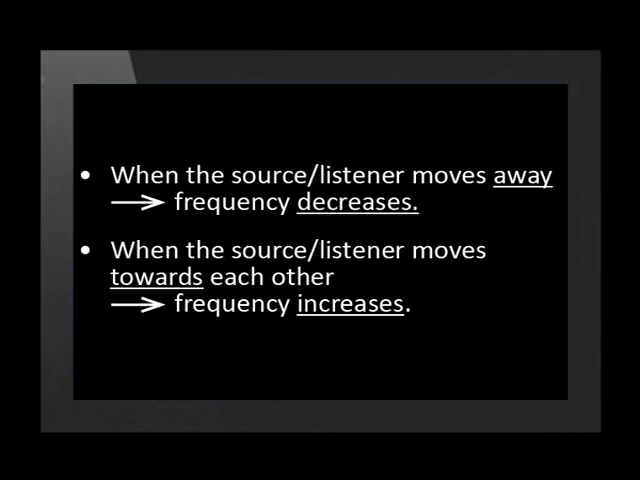 • When the source/listener moves away
→ frequency decreases.
• When the source/listener moves
towards each other
→ frequency increases.